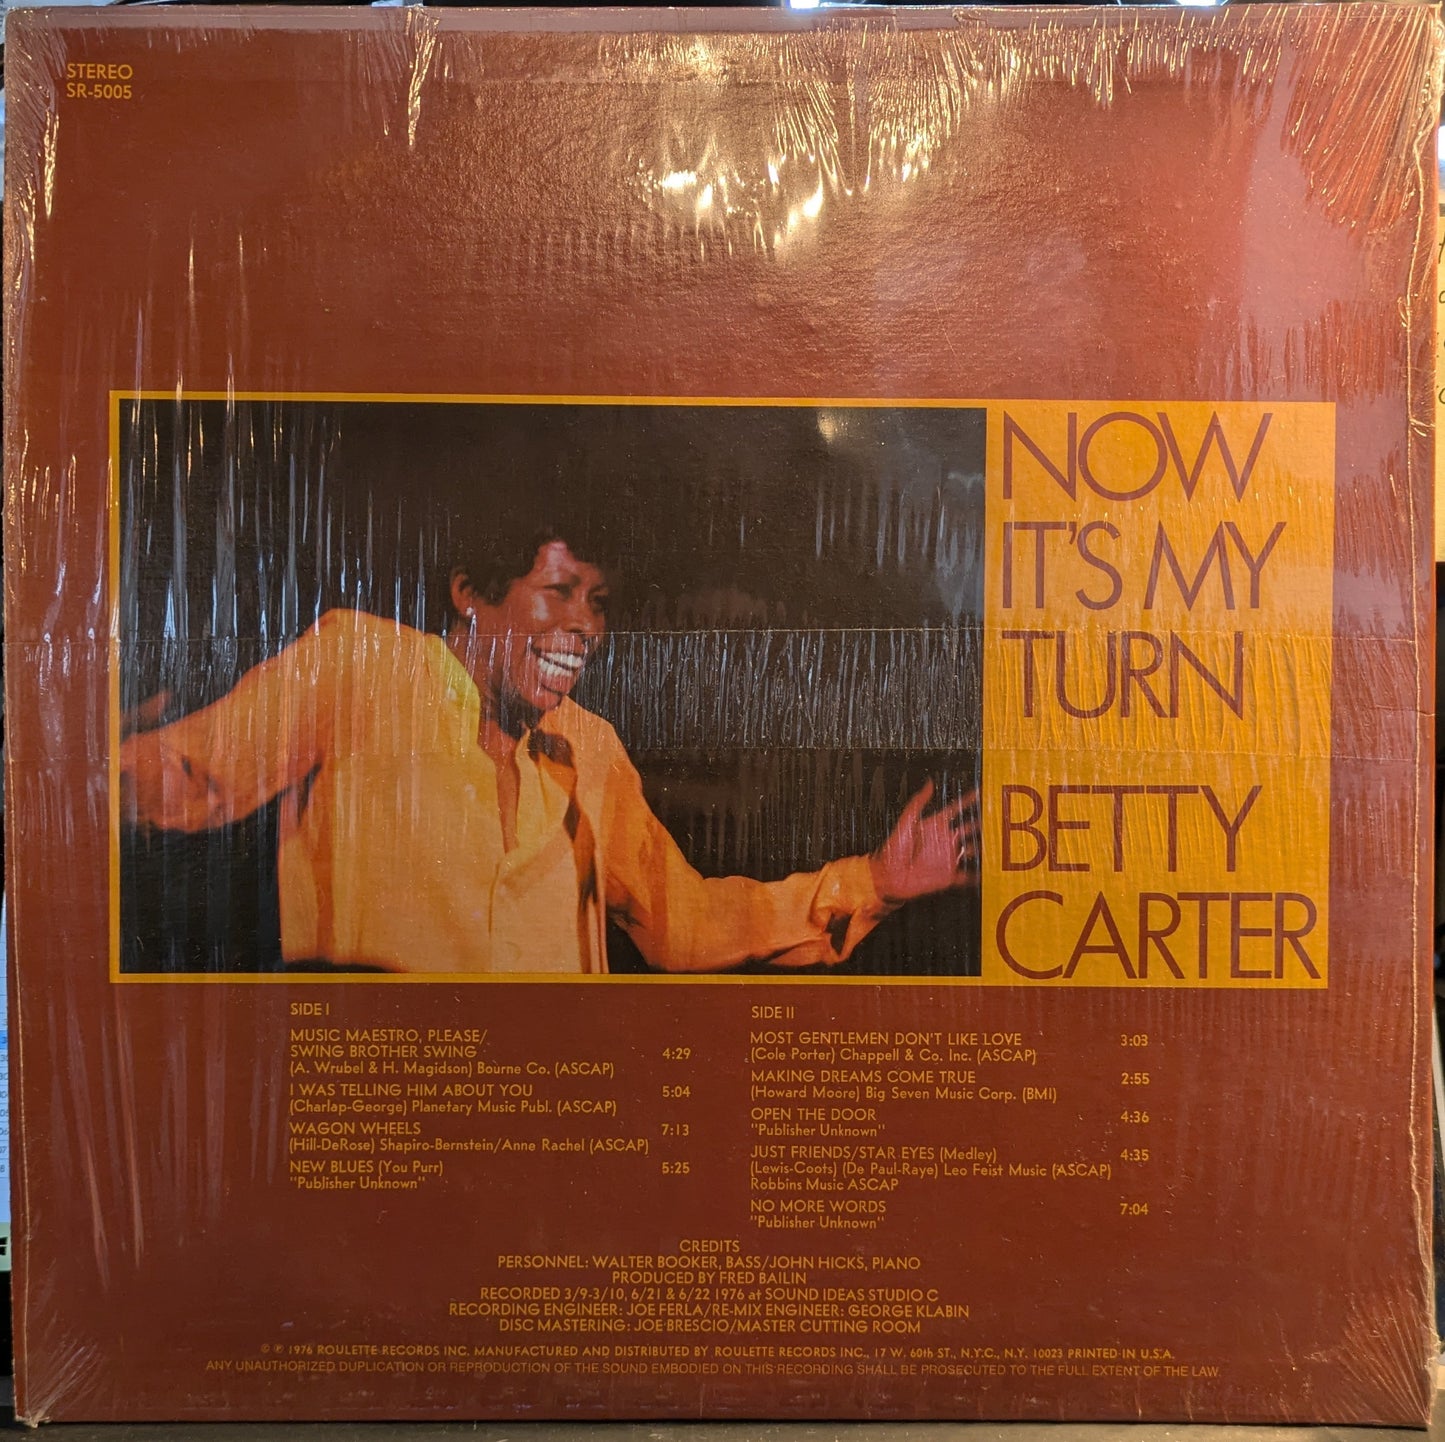 STEREO
SR-5005
NOW
IT'S MY
TURN
BETTY
CARTER
SIDE I
MUSIC MAESTRO, PLEASE/
SWING BROTHER SWING 4:29
(A. Wrubel & H. Magidson) Bourne Co. (ASCAP)
I WAS TELLING HIM ABOUT YOU 5:04
(Charlap-George) Planetary Music Publ. (ASCAP)
WAGON WHEELS 7:13
(Hill-DeRose) Shapiro-Bernstein/Anne Rachel (ASCAP)
NEW BLUES (You Purr) 5:25
"Publisher Unknown"
SIDE II
MOST GENTLEMEN DON'T LIKE LOVE 3:03
(Cole Porter) Chappell & Co. Inc. (ASCAP)
MAKING DREAMS COME TRUE 2:55
(Howard Moore) Big Seven Music Corp. (BMI)
OPEN THE DOOR 4:36
"Publisher Unknown"
JUST FRIENDS/STAR EYES (Medley) 4:35
(Lewis-Coots) (De Paul-Raye) Leo Feist Music (ASCAP)
Robbins Music ASCAP
NO MORE WORDS 7:04
"Publisher Unknown"
CREDITS
PERSONNEL: WALTER BOOKER, BASS/JOHN HICKS, PIANO
PRODUCED BY FRED BAILIN
RECORDED 3/9-3/10, 6/21 & 6/22 1976 at SOUND IDEAS STUDIO C
RECORDING ENGINEER: JOE FERLA/RE-MIX ENGINEER: GEORGE KLABIN
DISC MASTERING: JOE BRESCIO/MASTER CUTTING ROOM
© ℗ 1976 ROULETTE RECORDS INC. MANUFACTURED AND DISTRIBUTED BY ROULETTE RECORDS INC., 17 W. 60th ST., N.Y.C., N.Y. 10023 PRINTED IN U.S.A.
ANY UNAUTHORIZED DUPLICATION OR REPRODUCTION OF THE SOUND EMBODIED ON THIS RECORDING SHALL BE PROSECUTED TO THE FULL EXTENT OF THE LAW.